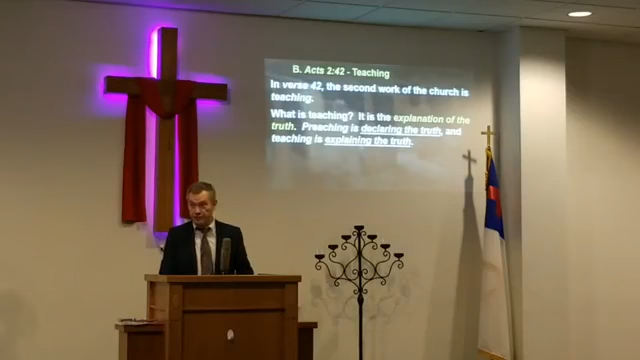 B. Acts 2:42 - Teaching
In verse 42, the second work of the church is
teaching.
What is teaching? It is the explanation of the
truth. Preaching is declaring the truth, and
teaching is explaining the truth.